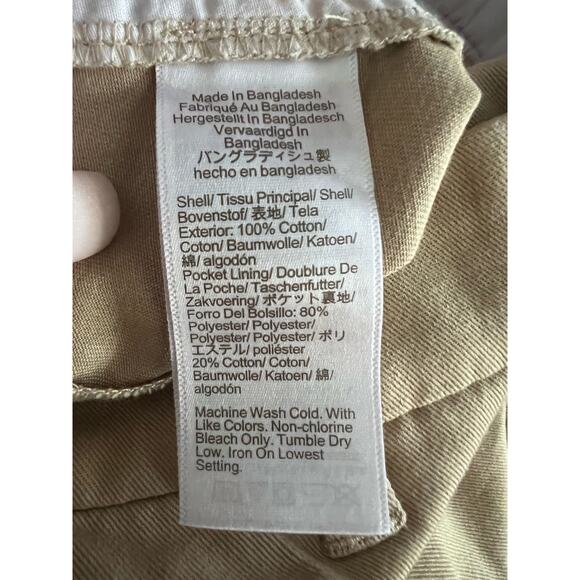 Made In Bangladesh
Fabriqué Au Bangladesh
Hergestellt In Bangladesch
Vervaardigd In
Bangladesh
バングラディシュ製
hecho en bangladesh
Shell/ Tissu Principal/ Shell/
Bovenstof/ 表地/ Tela
Exterior: 100% Cotton/
Coton/ Baumwolle/ Katoen/
綿/ algodón
Pocket Lining/ Doublure De
La Poche/ Taschenfutter/
Zakvoering/ ポケット裏地/
Forro Del Bolsillo: 80%
Polyester/ Polyester/
Polyester/ Polyester/ ポリ
エステル/ poliéster
20% Cotton/ Coton/
Baumwolle/ Katoen/ 綿/
algodón
Machine Wash Cold. With
Like Colors. Non-chlorine
Bleach Only. Tumble Dry
Low. Iron On Lowest
Setting.